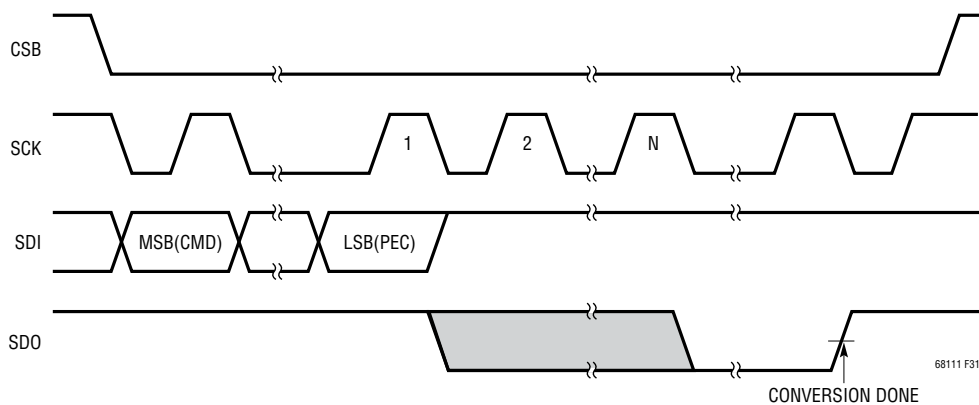 CSB
SCK
1
2
N
SDI
MSB(CMD)
LSB(PEC)
SDO
68111 F31
CONVERSION DONE